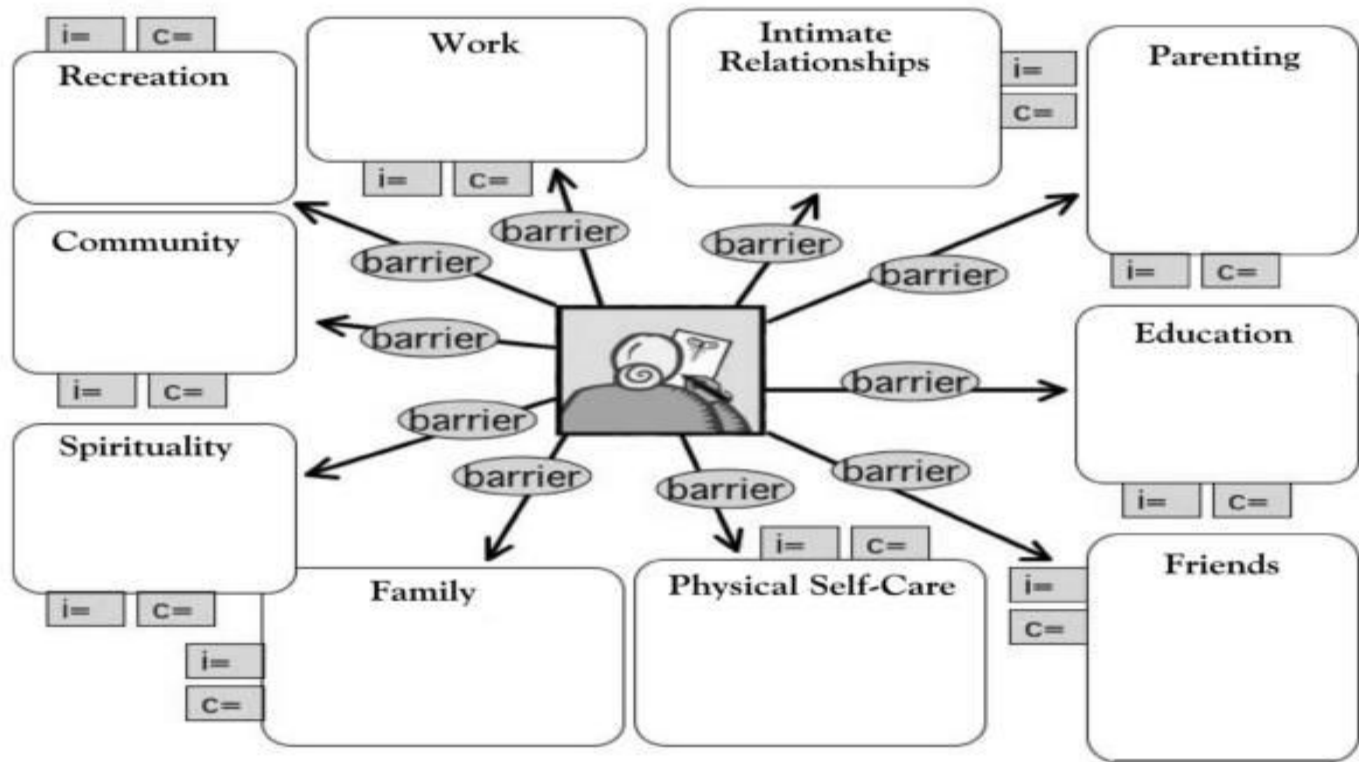 i= c=
Recreation
Work
i= c=
Intimate
Relationships
i=
c=
Parenting
i= c=
barrier
barrier
barrier
barrier
Community
i= c=
barrier
barrier
Education
i= c=
Spirituality
i= c=
barrier
barrier
barrier
barrier
Family
i=
c=
i= c=
Physical Self-Care
Friends
i=
c=